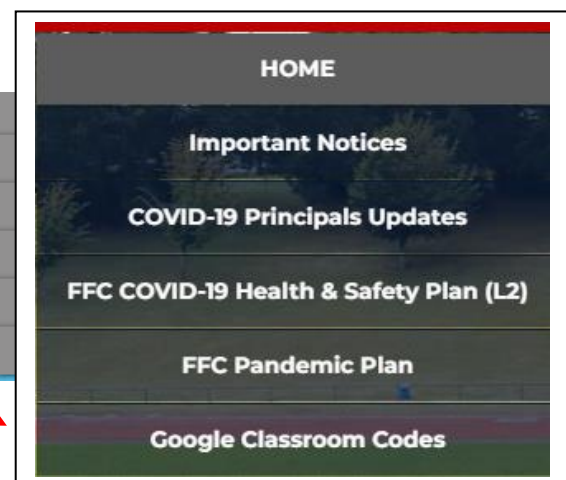 HOME
Important Notices
COVID-19 Principals Updates
FFC COVID-19 Health & Safety Plan (L2)
FFC Pandemic Plan
Google Classroom Codes